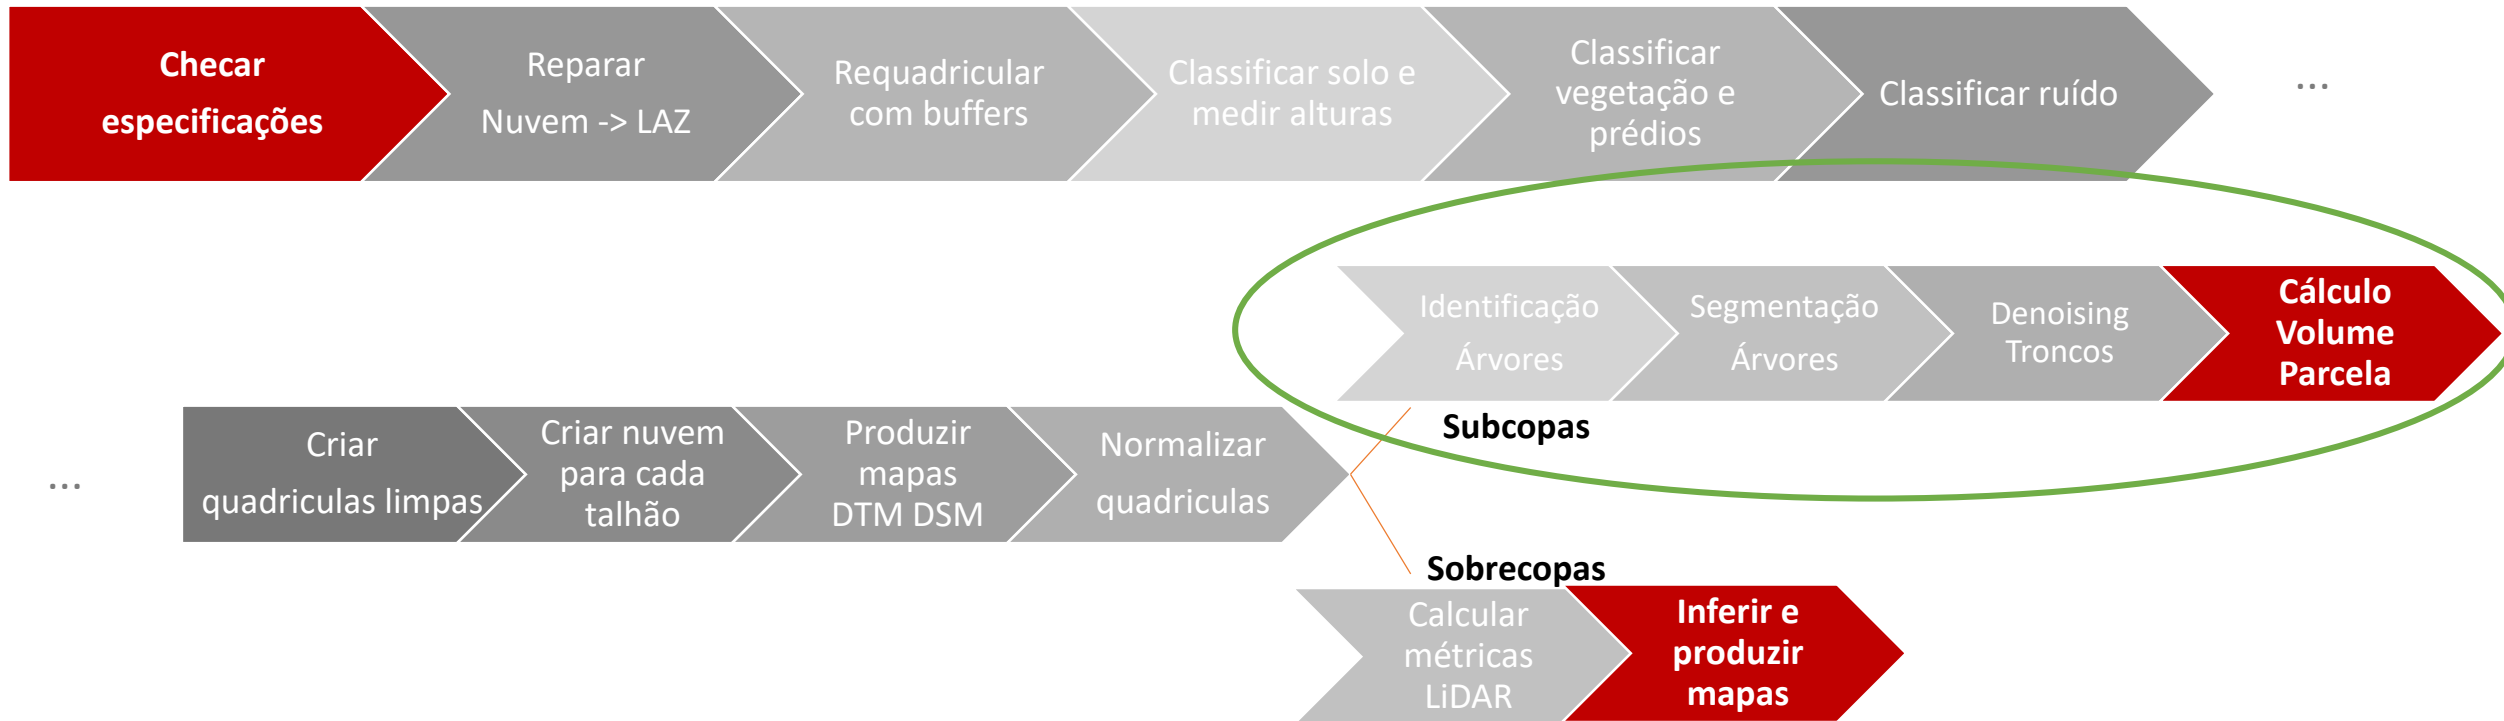 Checar
especificações
Reparar
Nuvem -> LAZ
Requadricular
com buffers
Classificar solo e
medir alturas
Classificar
vegetação e
prédios
Classificar ruído
...
Identificação
Árvores
Segmentação
Árvores
Denoising
Troncos
Cálculo
Volume
Parcela
Subcopas
...
Criar
quadriculas limpas
Criar nuvem
para cada
talhão
Produzir
mapas
DTM DSM
Normalizar
quadriculas
Sobrecopas
Calcular
métricas
LiDAR
Inferir e
produzir
mapas